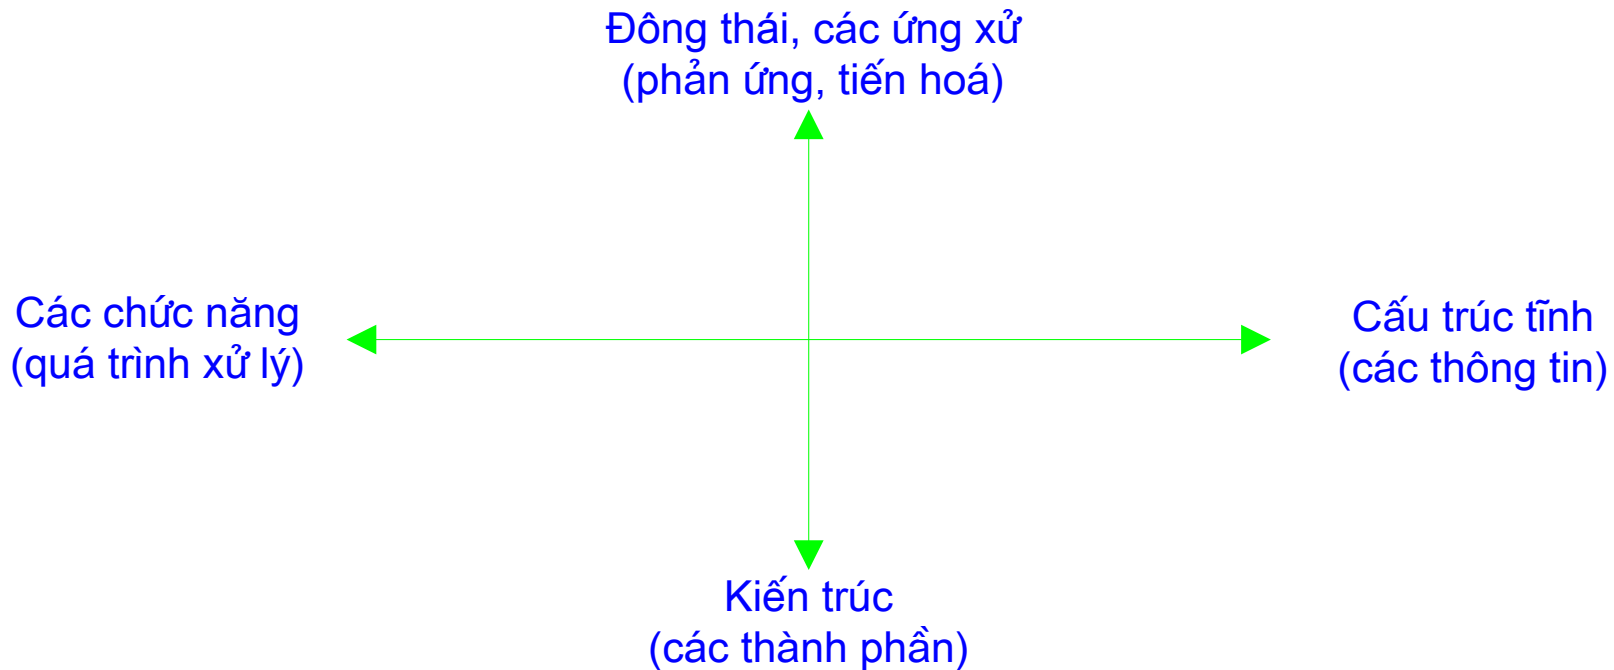 Đông thái, các ứng xử
(phản ứng, tiến hoá)
Các chức năng
(quá trình xử lý)
Cấu trúc tĩnh
(các thông tin)
Kiến trúc
(các thành phần)